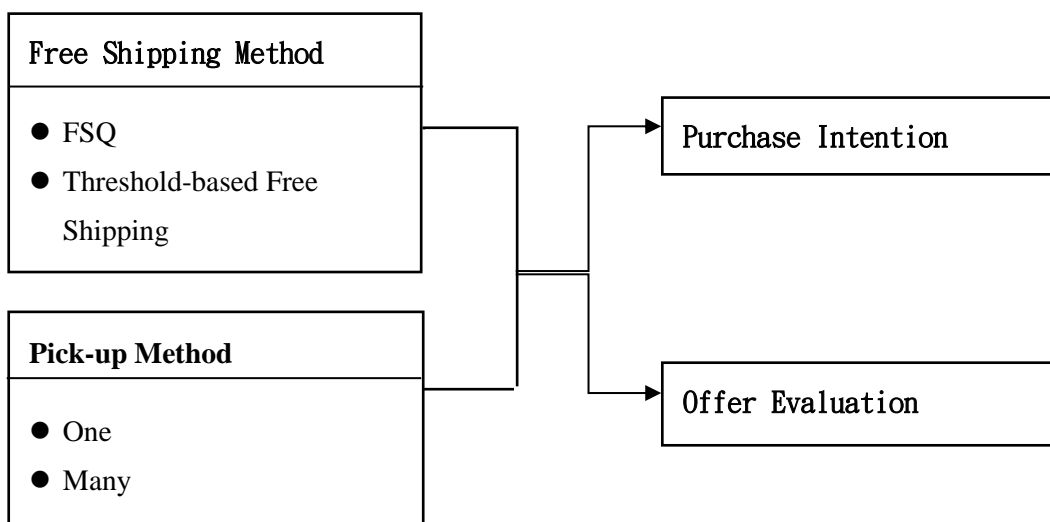 Free Shipping Method
● FSQ
● Threshold-based Free
Shipping
Pick-up Method
● One
● Many
Purchase Intention
Offer Evaluation